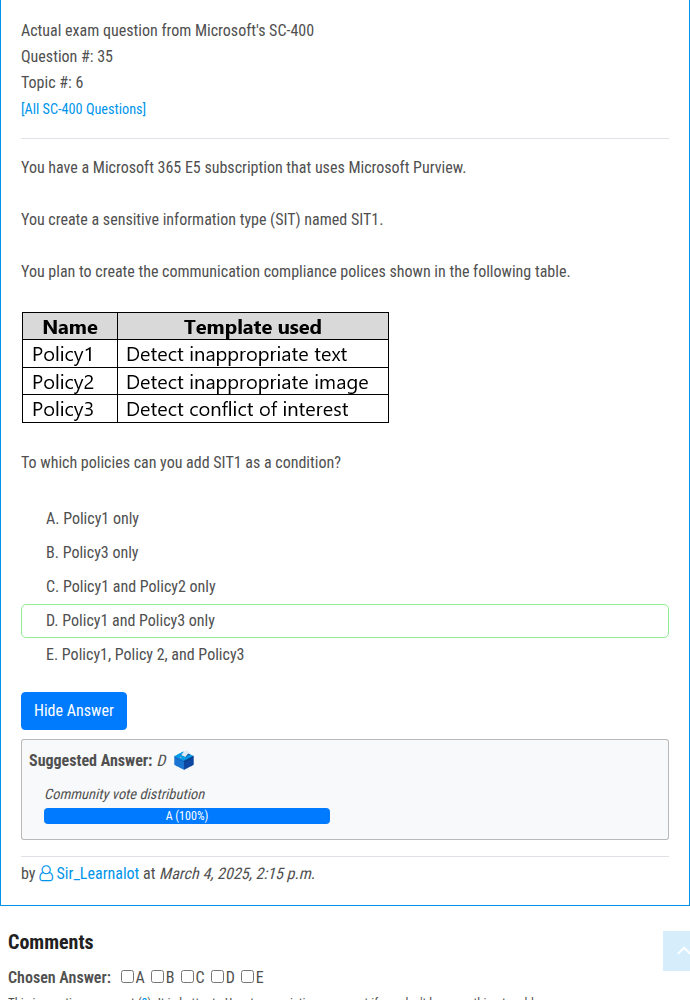 Actual exam question from Microsoft's SC-400
Question #: 35
Topic #: 6
[All SC-400 Questions]
You have a Microsoft 365 E5 subscription that uses Microsoft Purview.
You create a sensitive information type (SIT) named SIT1.
You plan to create the communication compliance polices shown in the following table.
Name Template used
Policy1 Detect inappropriate text
Policy2 Detect inappropriate image
Policy3 Detect conflict of interest
To which policies can you add SIT1 as a condition?
A. Policy1 only
B. Policy3 only
C. Policy1 and Policy2 only
D. Policy1 and Policy3 only
E. Policy1, Policy 2, and Policy3
Hide Answer
Suggested Answer: D
Community vote distribution
A (100%)
by Sir_Learnalot at March 4, 2025, 2:15 p.m.
Comments
Chosen Answer: A B C D E